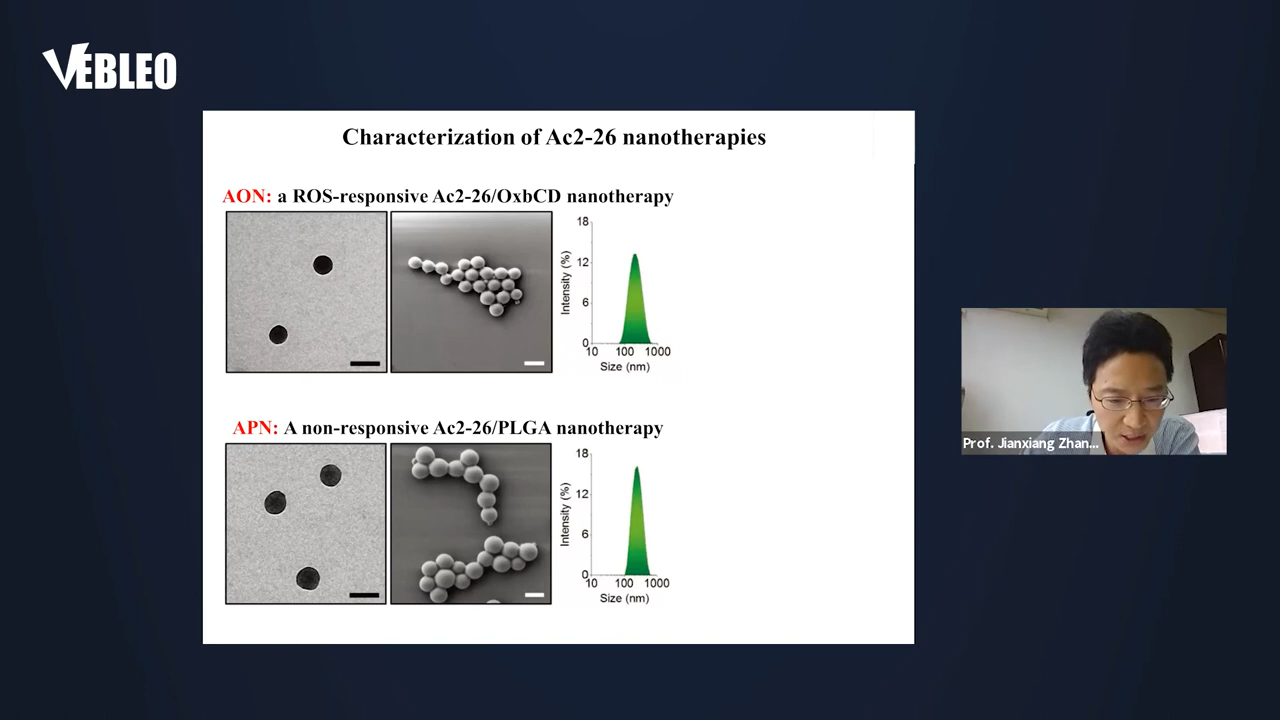 VEBLEO
Characterization of Ac2-26 nanotherapies
AON: a ROS-responsive Ac2-26/OxbCD nanotherapy
18
12
6
0
Intensity (%)
10 100 1000
Size (nm)
APN: A non-responsive Ac2-26/PLGA nanotherapy
18
12
6
0
Intensity (%)
10 100 1000
Size (nm)
Prof. Jianxiang Zhan...